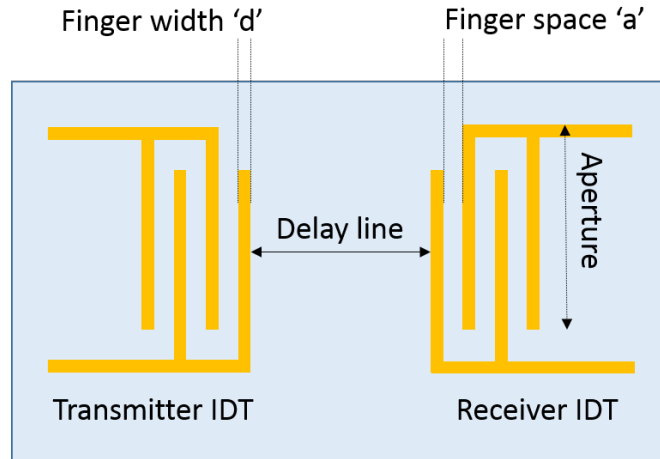 Finger width ‘d’
Finger space ‘a’
Aperture
Delay line
Transmitter IDT
Receiver IDT